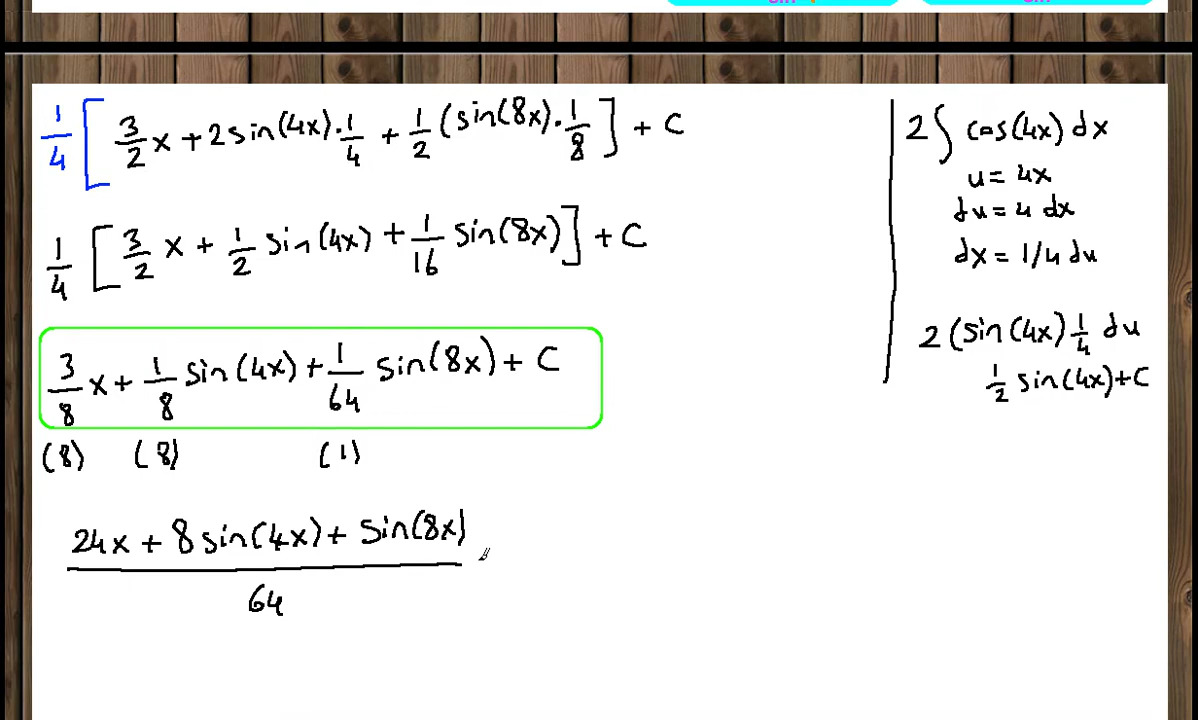 1/4 [ 3/2 x + 2 sin(4x) · 1/4 + 1/2 (sin(8x) · 1/8 ] + C
1/4 [ 3/2 x + 1/2 sin(4x) + 1/16 sin(8x) ] + C
3/8 x + 1/8 sin(4x) + 1/64 sin(8x) + C
(8) (8) (1)
24x + 8 sin(4x) + sin(8x)
64
2 ∫ cos(4x) dx
u = 4x
du = 4 dx
dx = 1/4 du
2 (sin(4x) 1/4 du
1/2 sin(4x) + C